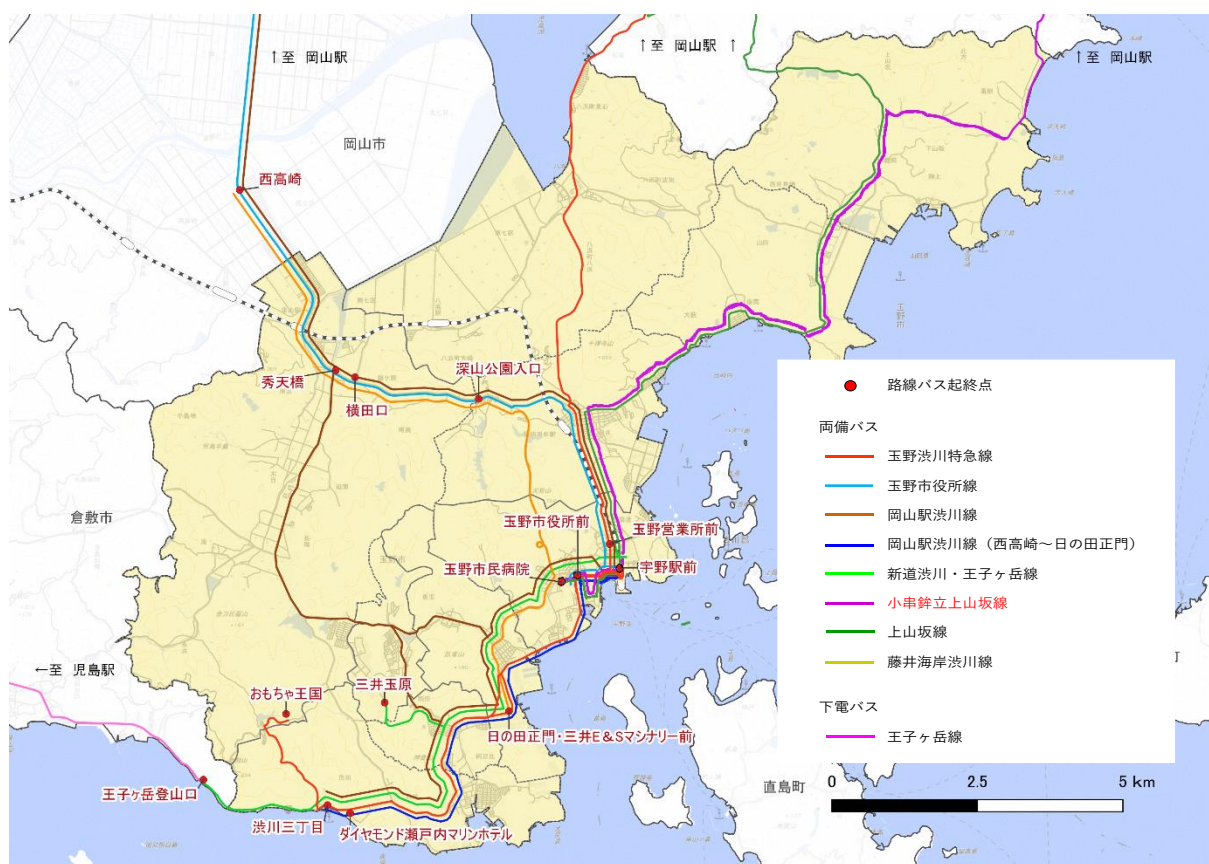 ↑至 岡山駅
↑至 岡山駅 ↑
↑至 岡山駅
岡山市
西高崎
秀天橋
横田口
深山公園入口
倉敷市
玉野市
玉野市役所前
玉野営業所前
玉野市民病院
宇野駅前
←至 児島駅
おもちゃ王国
三井玉原
日の田正門・三井E&Sマシナリー前
王子ヶ岳登山口
渋川三丁目
ダイヤモンド瀬戸内マリンホテル
直島町
町
路線バス起終点
両備バス
玉野渋川特急線
玉野市役所線
岡山駅渋川線
岡山駅渋川線（西高崎～日の田正門）
新道渋川・王子ヶ岳線
小串鉾立上山坂線
上山坂線
藤井海岸渋川線
下電バス
王子ヶ岳線
0 2.5 5 km